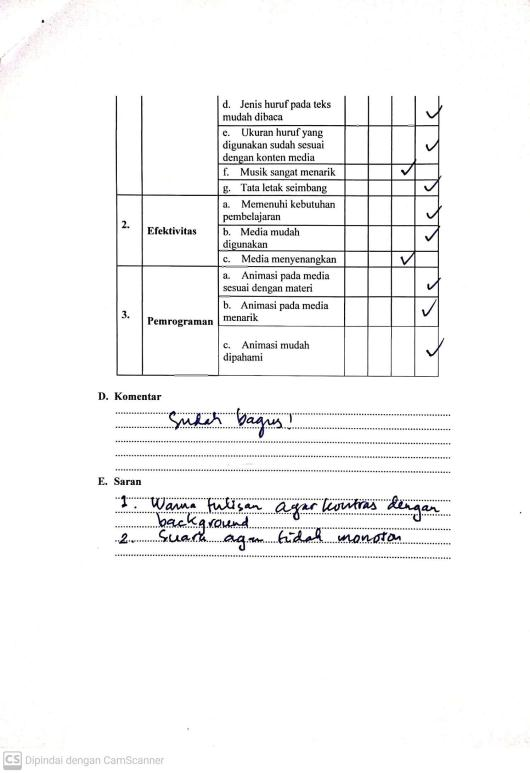 d. Jenis huruf pada teks
mudah dibaca
e. Ukuran huruf yang
digunakan sudah sesuai
dengan konten media
f. Musik sangat menarik
g. Tata letak seimbang
2.
Efektivitas
a. Memenuhi kebutuhan
pembelajaran
b. Media mudah
digunakan
c. Media menyenangkan
3.
Pemrograman
a. Animasi pada media
sesuai dengan materi
b. Animasi pada media
menarik
c. Animasi mudah
dipahami
D. Komentar
Sudah bagus!
E. Saran
1. Warna tulisan agar kontras dengan
background
2. Suara agar tidak monoton
CS Dipindai dengan CamScanner